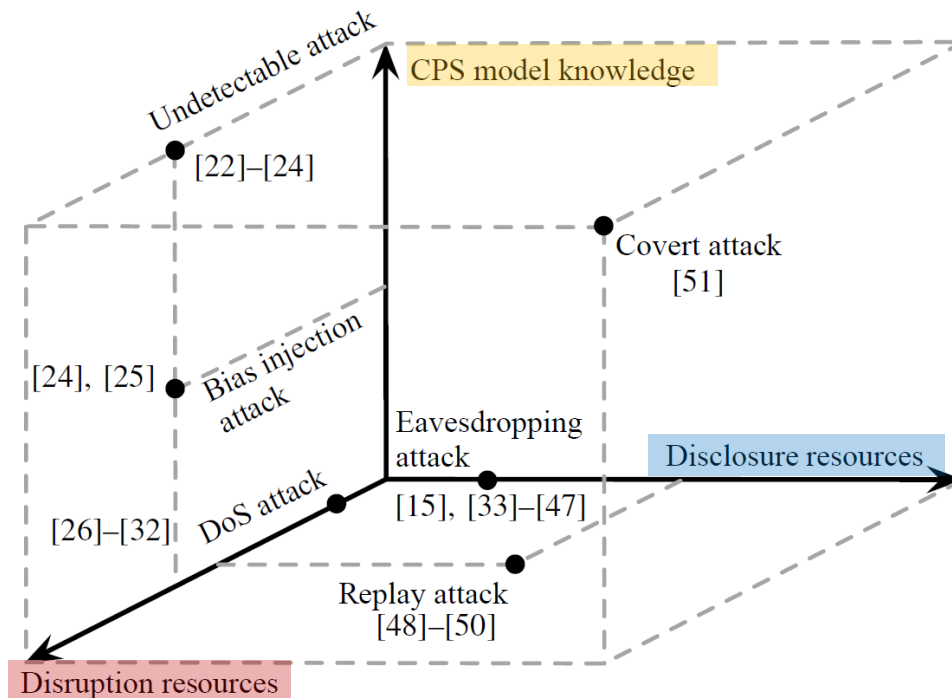 Undetectable attack
CPS model knowledge
[22]–[24]
Covert attack
[51]
Bias injection
attack
[24], [25]
Eavesdropping
attack
Disclosure resources
[15], [33]–[47]
DoS attack
[26]–[32]
Replay attack
[48]–[50]
Disruption resources